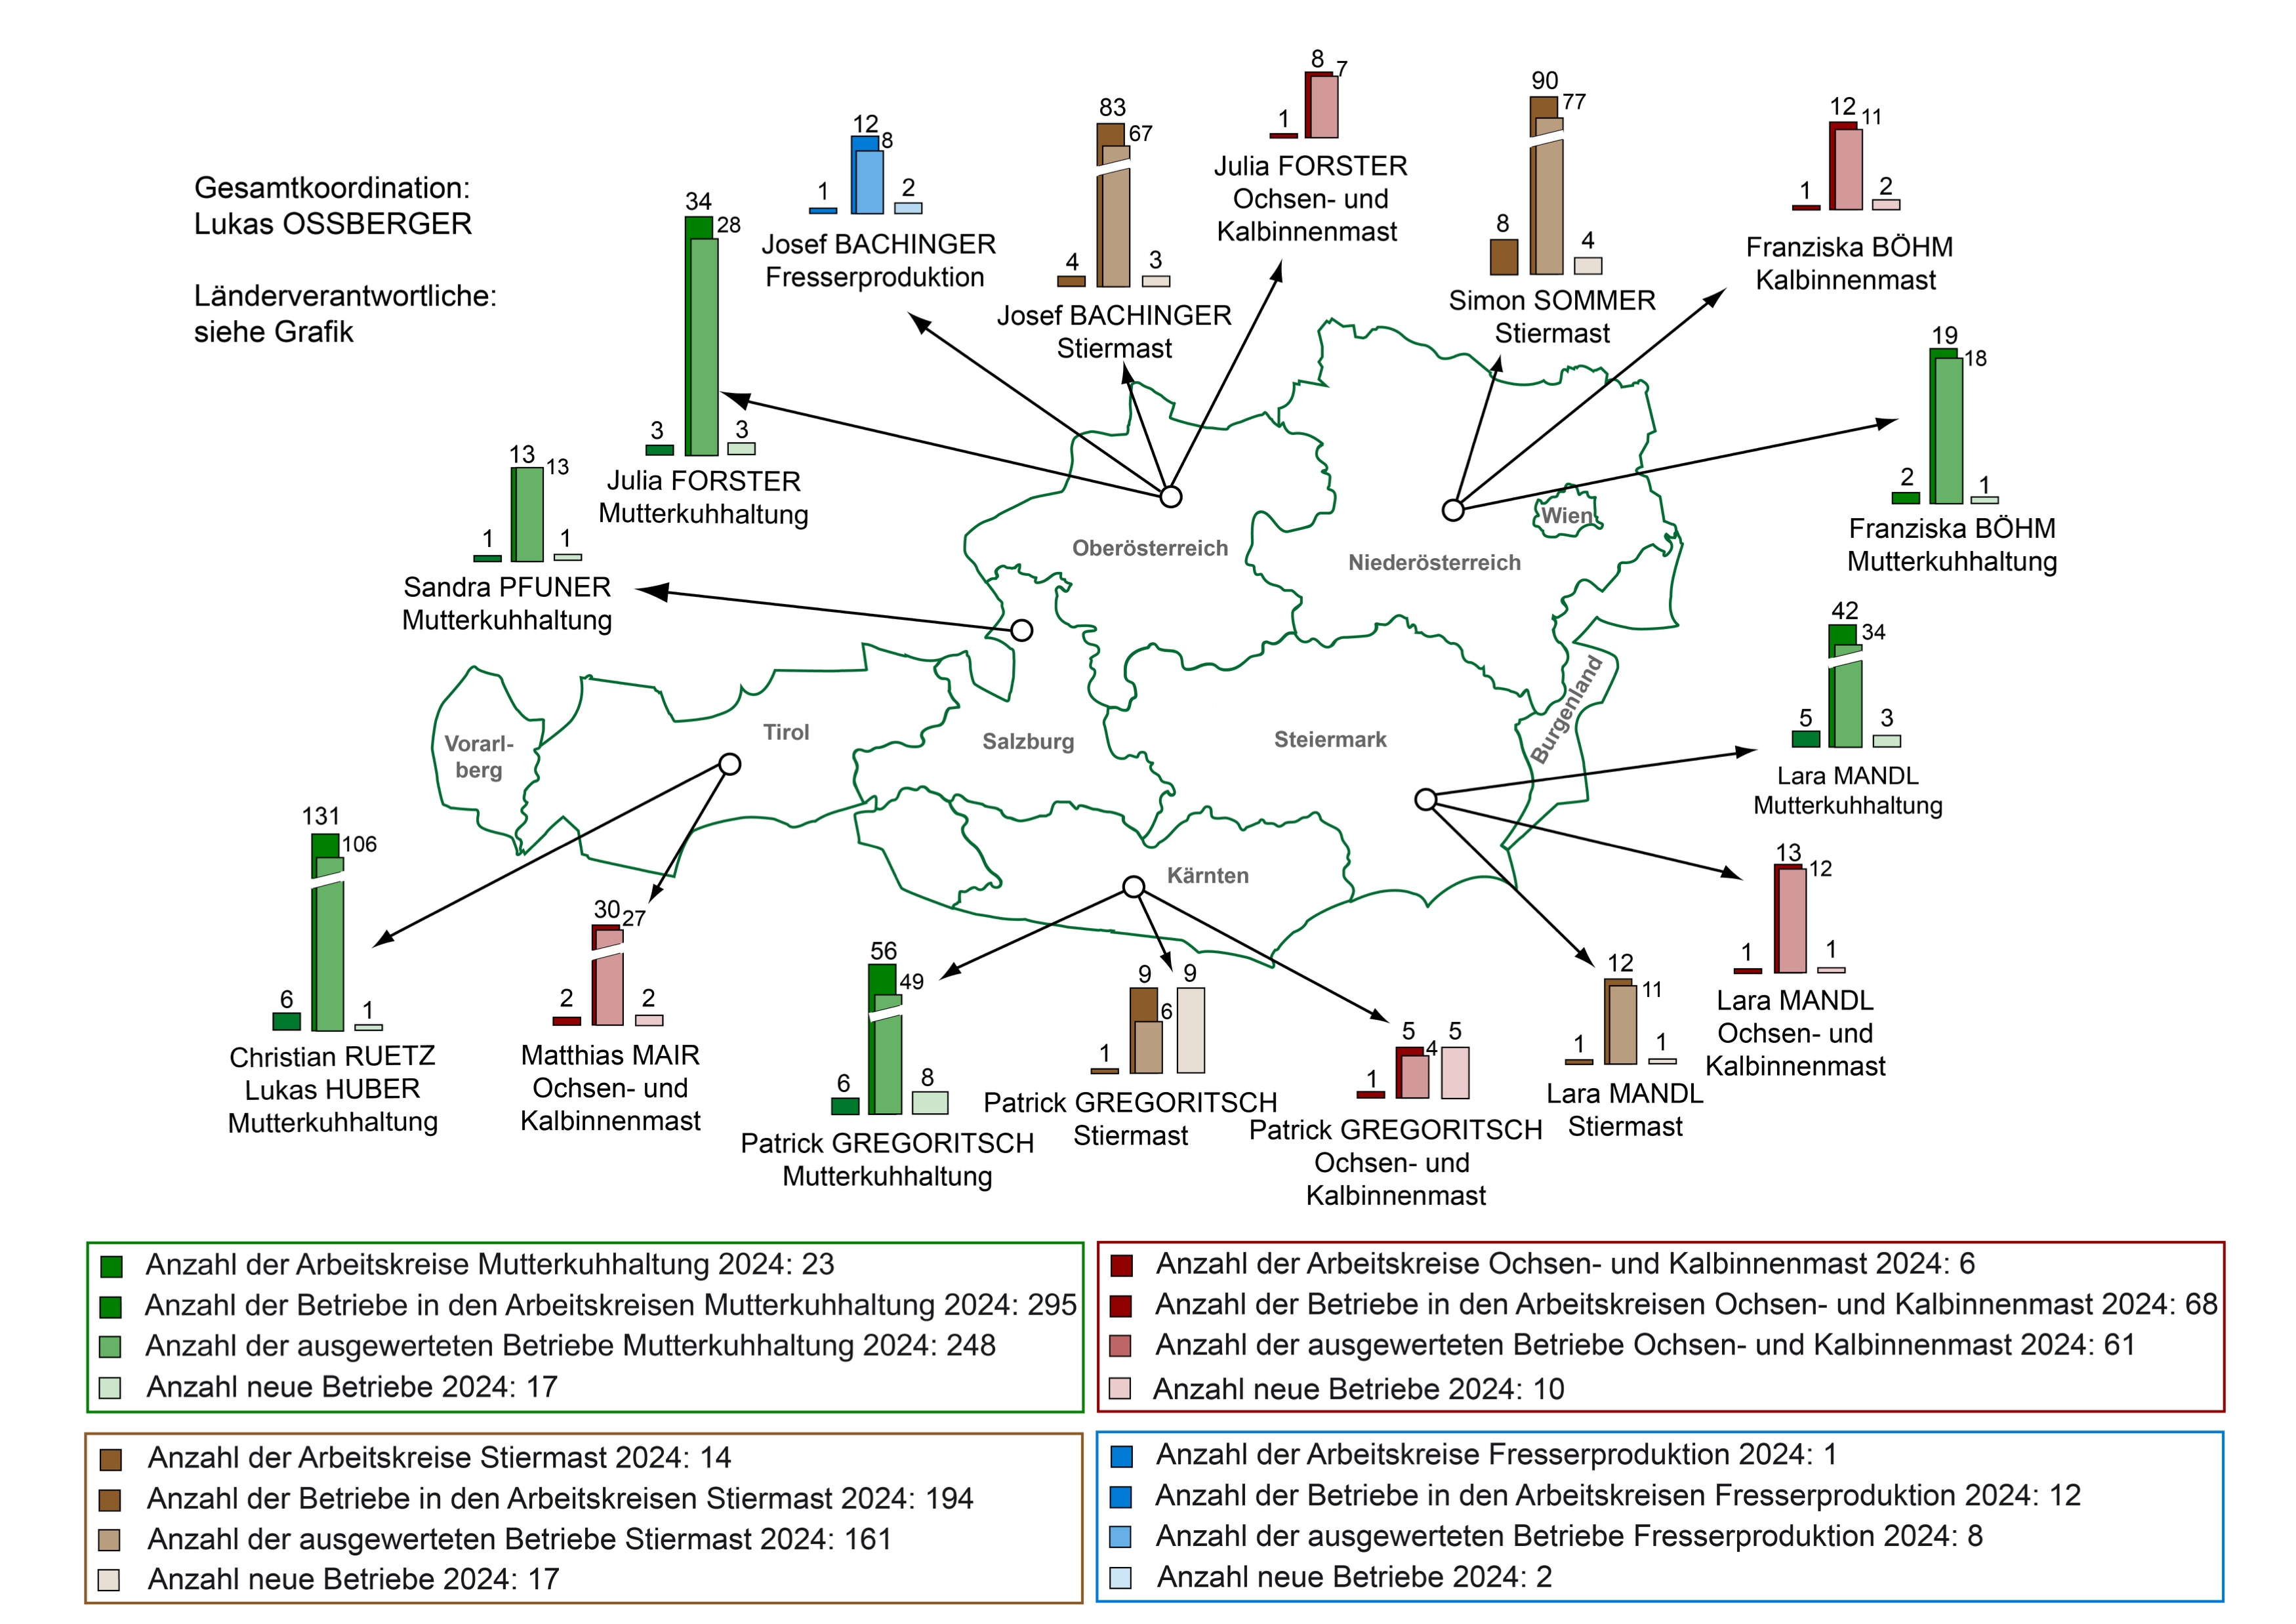 Gesamtkoordination:
Lukas OSSBERGER
Länderverantwortliche:
siehe Grafik
34
28
3
3
Julia FORSTER
Mutterkuhhaltung
12
8
1
2
Josef BACHINGER
Fresserproduktion
83
67
4
3
Josef BACHINGER
Stiermast
8
7
1
Julia FORSTER
Ochsen- und
Kalbinnenmast
90
77
8
4
Simon SOMMER
Stiermast
12
11
1
2
Franziska BÖHM
Kalbinnenmast
19
18
2
1
Franziska BÖHM
Mutterkuhhaltung
13
13
1
1
Sandra PFUNER
Mutterkuhhaltung
Oberösterreich
Niederösterreich
Wien
Burgenland
Vorarl-
berg
Tirol
Salzburg
Steiermark
Kärnten
42
34
5
3
Lara MANDL
Mutterkuhhaltung
13
12
1
1
Lara MANDL
Ochsen- und
Kalbinnenmast
131
106
6
1
Christian RUETZ
Lukas HUBER
Mutterkuhhaltung
30
27
2
2
Matthias MAIR
Ochsen- und
Kalbinnenmast
56
49
6
8
Patrick GREGORITSCH
Mutterkuhhaltung
9
9
6
1
Patrick GREGORITSCH
Stiermast
5
5
4
1
Patrick GREGORITSCH
Ochsen- und
Kalbinnenmast
12
11
1
1
Lara MANDL
Stiermast
Anzahl der Arbeitskreise Mutterkuhhaltung 2024: 23
Anzahl der Betriebe in den Arbeitskreisen Mutterkuhhaltung 2024: 295
Anzahl der ausgewerteten Betriebe Mutterkuhhaltung 2024: 248
Anzahl neue Betriebe 2024: 17
Anzahl der Arbeitskreise Ochsen- und Kalbinnenmast 2024: 6
Anzahl der Betriebe in den Arbeitskreisen Ochsen- und Kalbinnenmast 2024: 68
Anzahl der ausgewerteten Betriebe Ochsen- und Kalbinnenmast 2024: 61
Anzahl neue Betriebe 2024: 10
Anzahl der Arbeitskreise Stiermast 2024: 14
Anzahl der Betriebe in den Arbeitskreisen Stiermast 2024: 194
Anzahl der ausgewerteten Betriebe Stiermast 2024: 161
Anzahl neue Betriebe 2024: 17
Anzahl der Arbeitskreise Fresserproduktion 2024: 1
Anzahl der Betriebe in den Arbeitskreisen Fresserproduktion 2024: 12
Anzahl der ausgewerteten Betriebe Fresserproduktion 2024: 8
Anzahl neue Betriebe 2024: 2